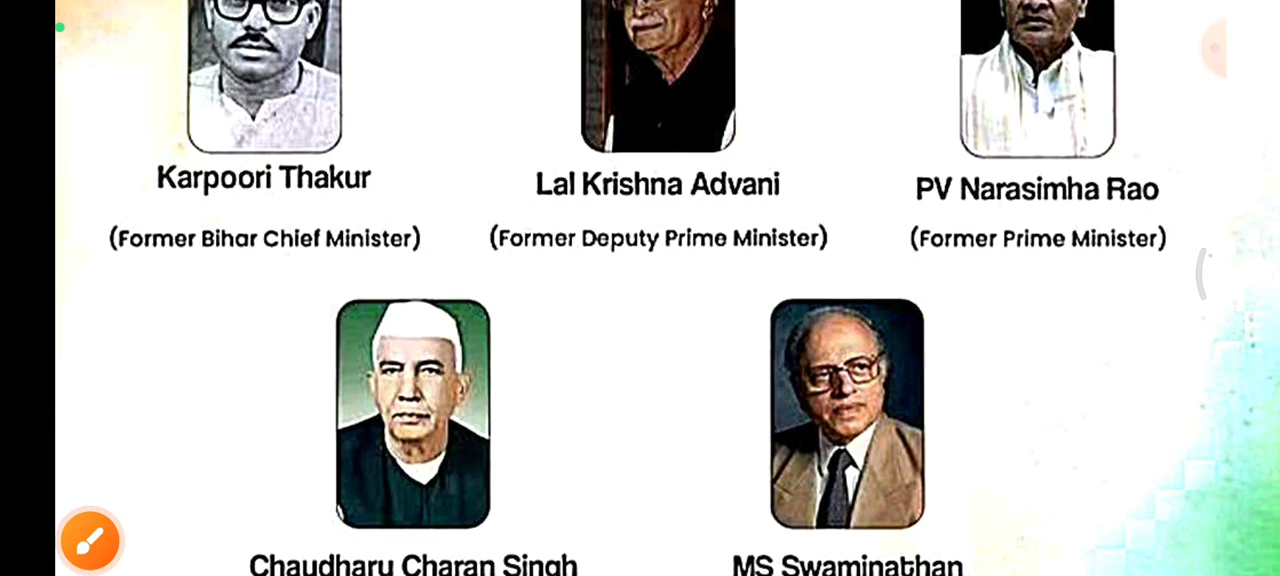 Karpoori Thakur
Lal Krishna Advani
PV Narasimha Rao
(Former Bihar Chief Minister)
(Former Deputy Prime Minister)
(Former Prime Minister)
Chaudhary Charan Singh
MS Swaminathan